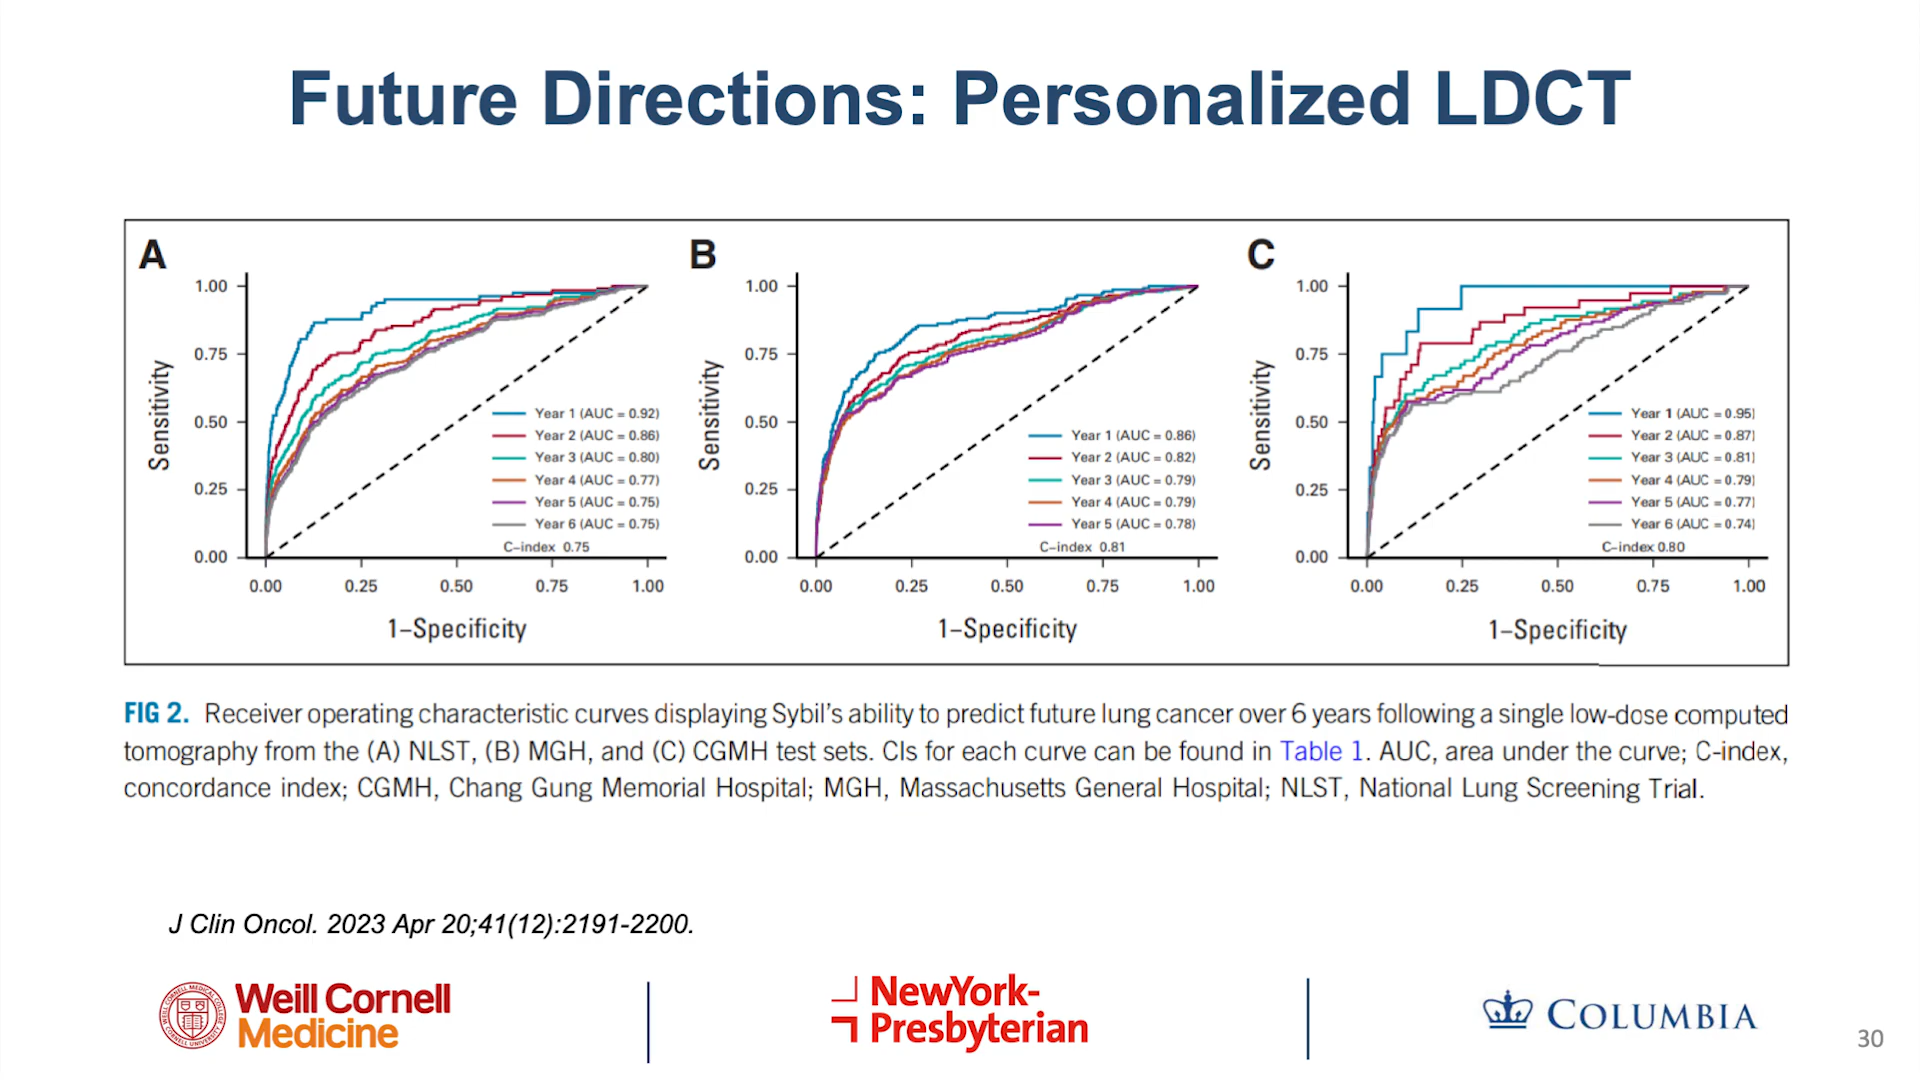 Future Directions: Personalized LDCT
A
1.00
0.75
0.50
0.25
0.00
Sensitivity
Year 1 (AUC = 0.92)
Year 2 (AUC = 0.86)
Year 3 (AUC = 0.80)
Year 4 (AUC = 0.77)
Year 5 (AUC = 0.75)
Year 6 (AUC = 0.75)
C-index 0.75
0.00 0.25 0.50 0.75 1.00
1–Specificity
B
1.00
0.75
0.50
0.25
0.00
Sensitivity
Year 1 (AUC = 0.86)
Year 2 (AUC = 0.82)
Year 3 (AUC = 0.79)
Year 4 (AUC = 0.79)
Year 5 (AUC = 0.78)
C-index 0.81
0.00 0.25 0.50 0.75 1.00
1–Specificity
C
1.00
0.75
0.50
0.25
0.00
Sensitivity
Year 1 (AUC = 0.95)
Year 2 (AUC = 0.87)
Year 3 (AUC = 0.81)
Year 4 (AUC = 0.79)
Year 5 (AUC = 0.77)
Year 6 (AUC = 0.74)
C-index 0.80
0.00 0.25 0.50 0.75 1.00
1–Specificity
FIG 2. Receiver operating characteristic curves displaying Sybil's ability to predict future lung cancer over 6 years following a single low-dose computed
tomography from the (A) NLST, (B) MGH, and (C) CGMH test sets. CIs for each curve can be found in Table 1. AUC, area under the curve; C-index,
concordance index; CGMH, Chang Gung Memorial Hospital; MGH, Massachusetts General Hospital; NLST, National Lung Screening Trial.
J Clin Oncol. 2023 Apr 20;41(12):2191-2200.
Weill Cornell
Medicine
NewYork-
Presbyterian
COLUMBIA
30